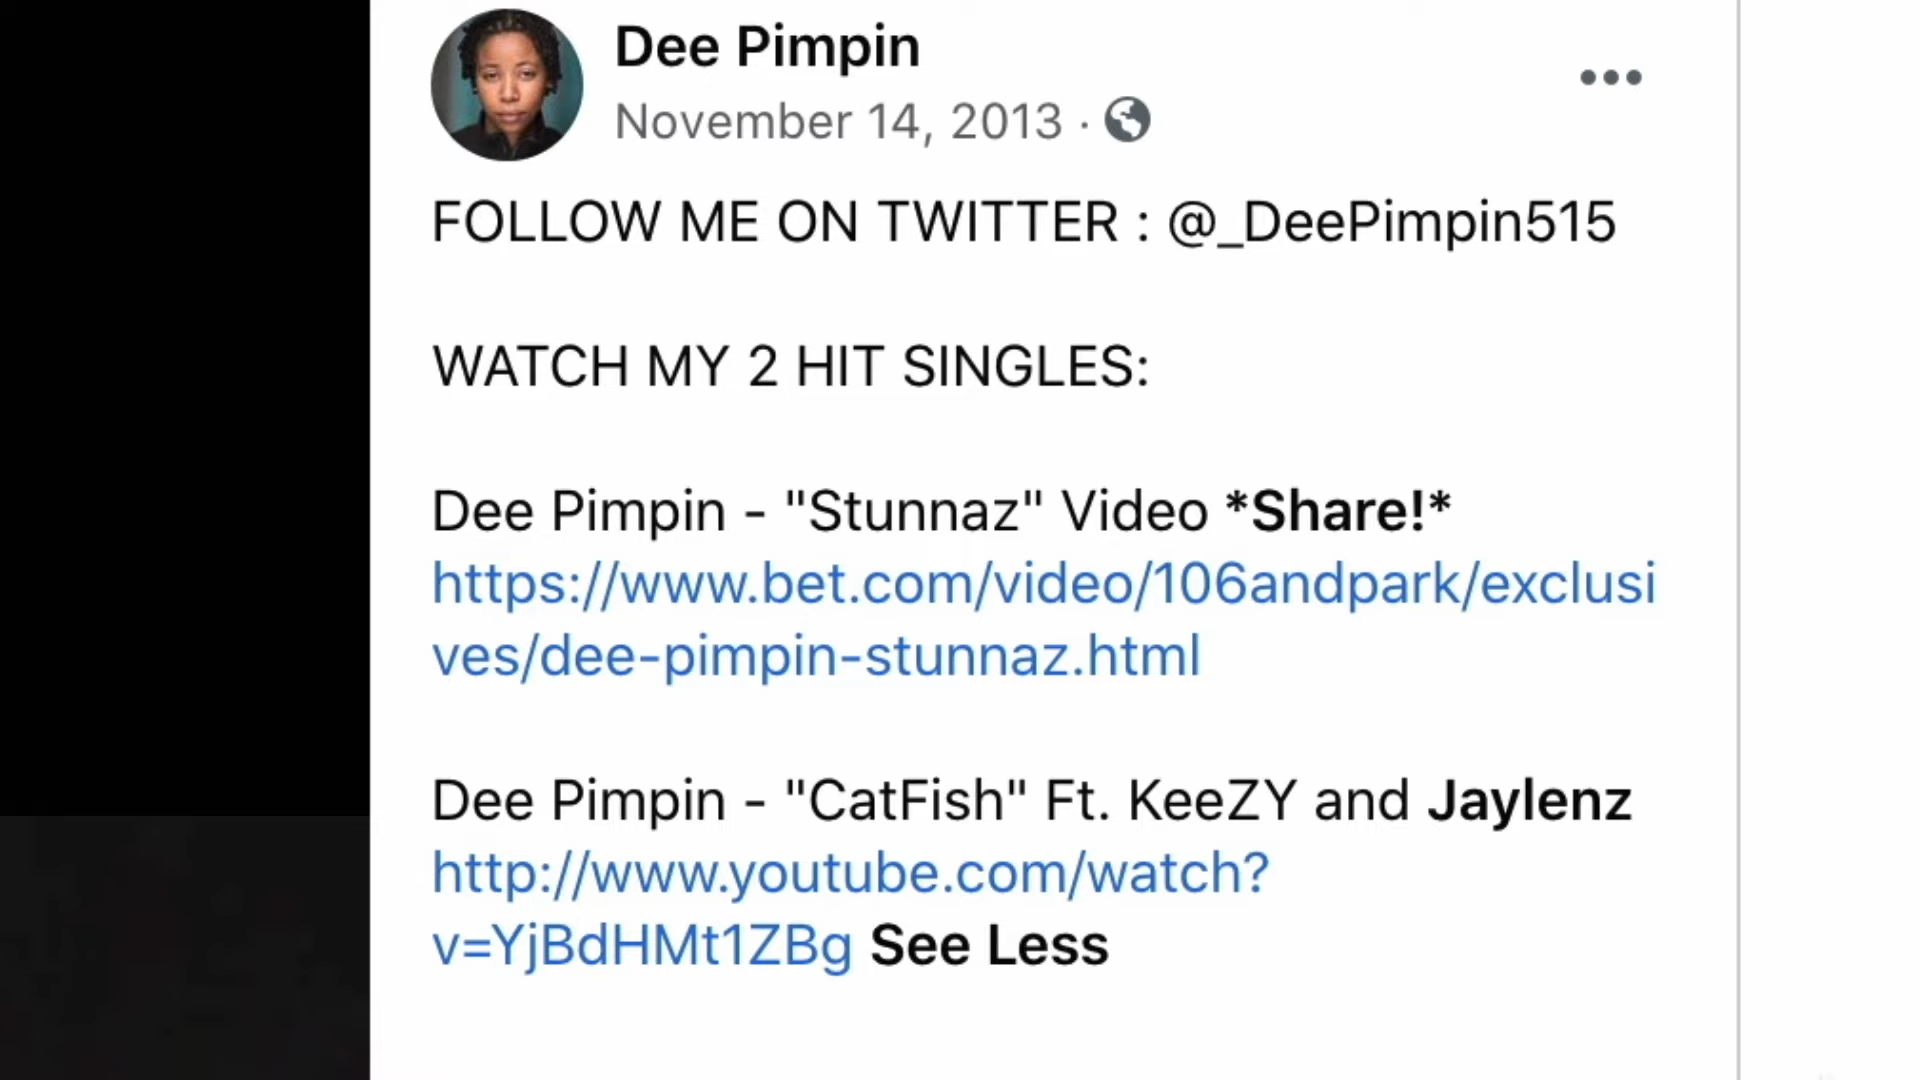 Dee Pimpin
November 14, 2013 ·
FOLLOW ME ON TWITTER : @_DeePimpin515
WATCH MY 2 HIT SINGLES:
Dee Pimpin - "Stunnaz" Video *Share!*
https://www.bet.com/video/106andpark/exclusi
ves/dee-pimpin-stunnaz.html
Dee Pimpin - "CatFish" Ft. KeeZY and Jaylenz
http://www.youtube.com/watch?
v=YjBdHMt1ZBg See Less